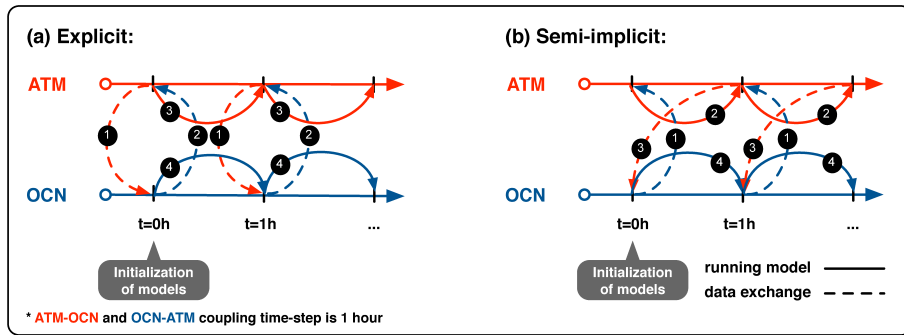 (a) Explicit:
ATM
3
3
1
2
1
2
4
4
OCN
t=0h
t=1h
...
Initialization
of models
* ATM-OCN and OCN-ATM coupling time-step is 1 hour
(b) Semi-implicit:
ATM
2
2
3
1
3
1
4
4
OCN
t=0h
t=1h
...
Initialization
of models
running model
data exchange